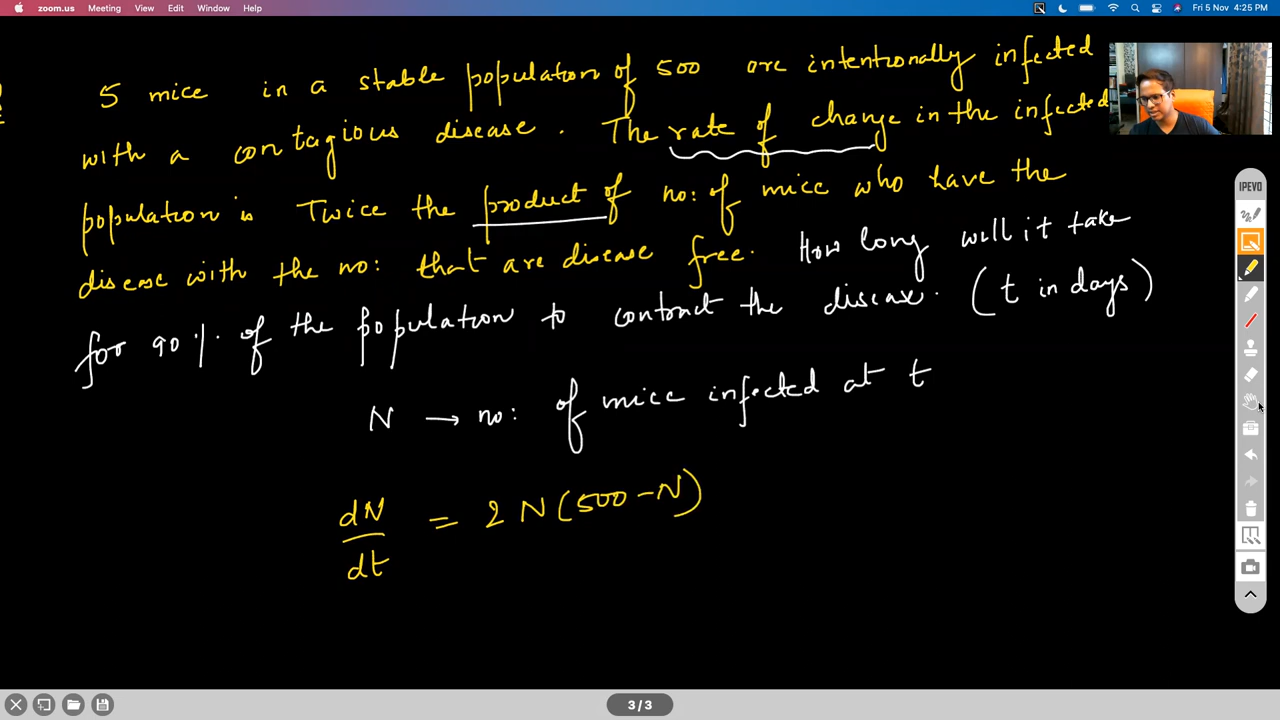 zoom.us Meeting View Edit Window Help Fri 5 Nov 4:25 PM
5 mice in a stable population of 500 are intentionally infected
with a contagious disease. The rate of change in the infected
population is Twice the product of no: of mice who have the
disease with the no: that are disease free. How long will it take
for 90% of the population to contract the disease. (t in days)
N → no: of mice infected at t
dN/dt = 2 N(500-N)
IPEVO
3/3